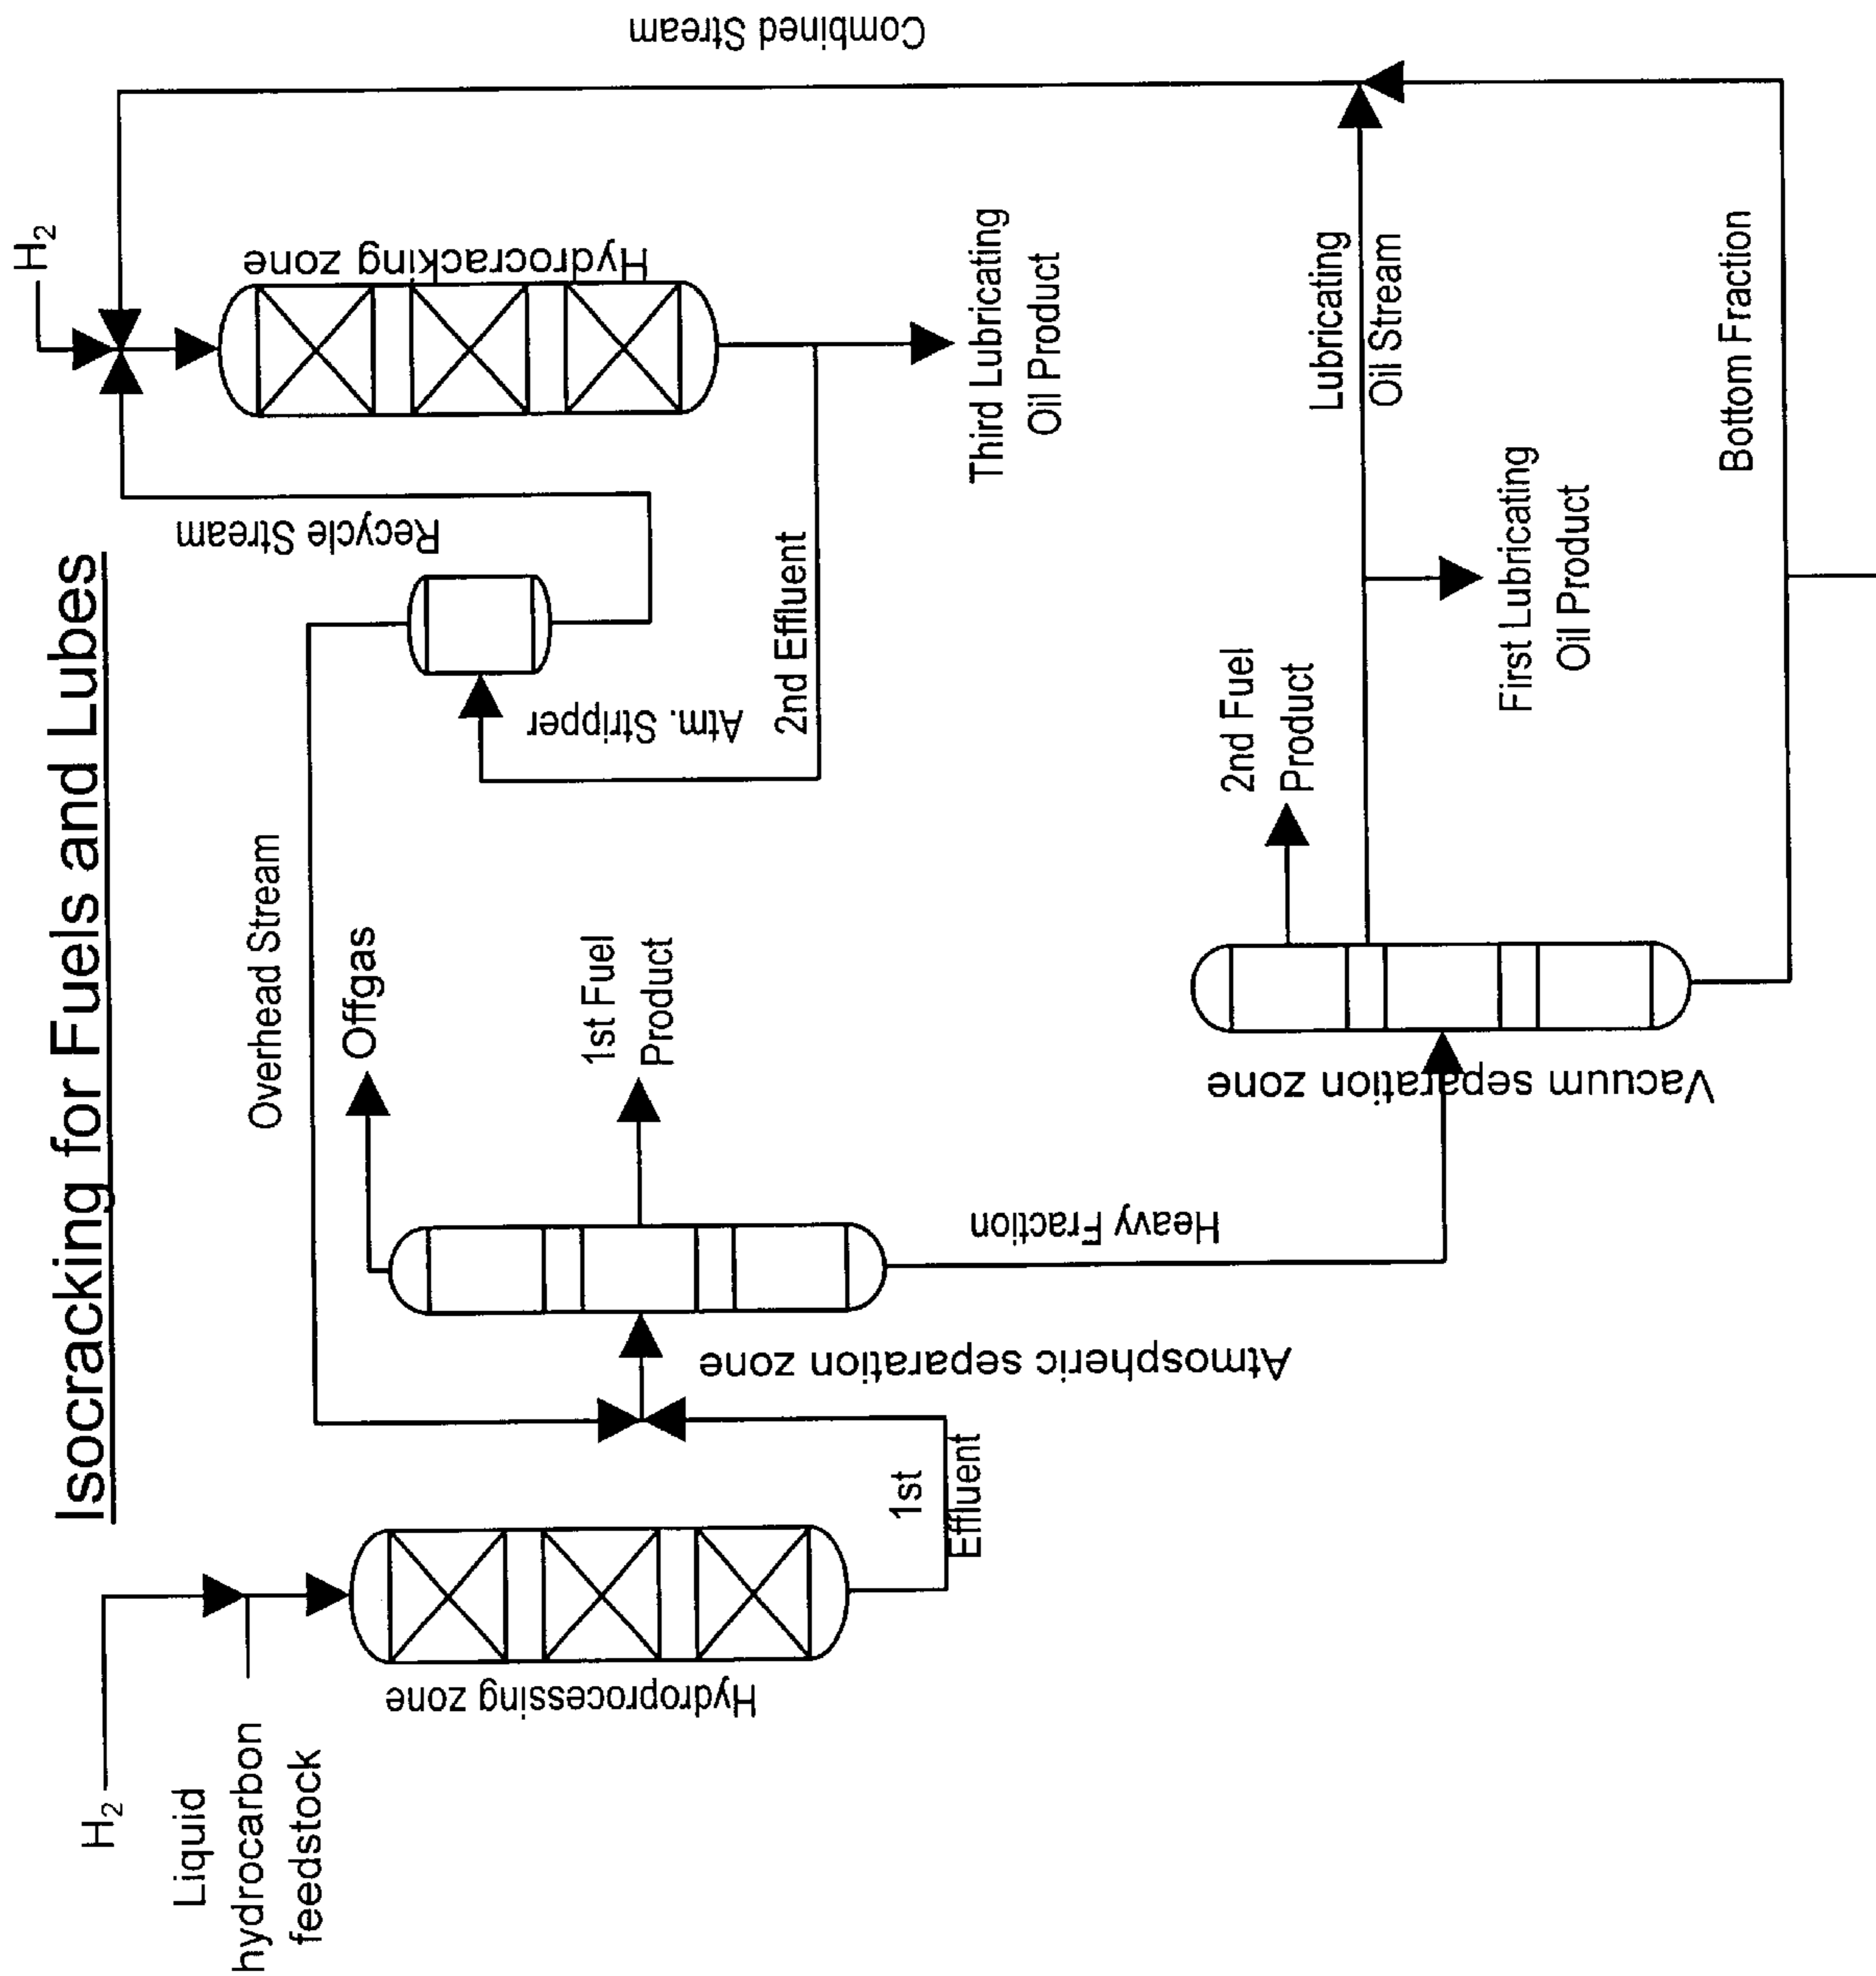 Isocracking for Fuels and Lubes
H₂
Liquid
hydrocarbon
feedstock
Hydroprocessing zone
1st
Effluent
Overhead Stream
Offgas
1st Fuel
Product
Atmospheric separation zone
Heavy Fraction
Atm. Stripper
Recycle Stream
2nd Effluent
H₂
Hydrocracking zone
Third Lubricating
Oil Product
Combined Stream
Vacuum separation zone
2nd Fuel
Product
Lubricating
Oil Stream
First Lubricating
Oil Product
Bottom Fraction